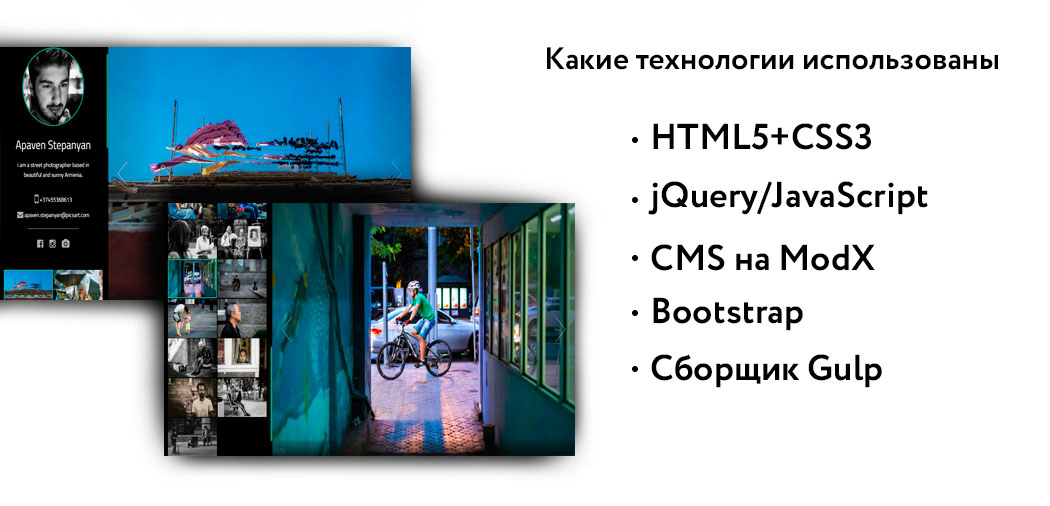 Apaven Stepanyan
i am a street photographer based in
beautiful and sunny Armenia.
+37455368613
apaven.stepanyan@picsart.com
Какие технологии использованы
• HTML5+CSS3
• jQuery/JavaScript
• CMS на ModX
• Bootstrap
• Сборщик Gulp